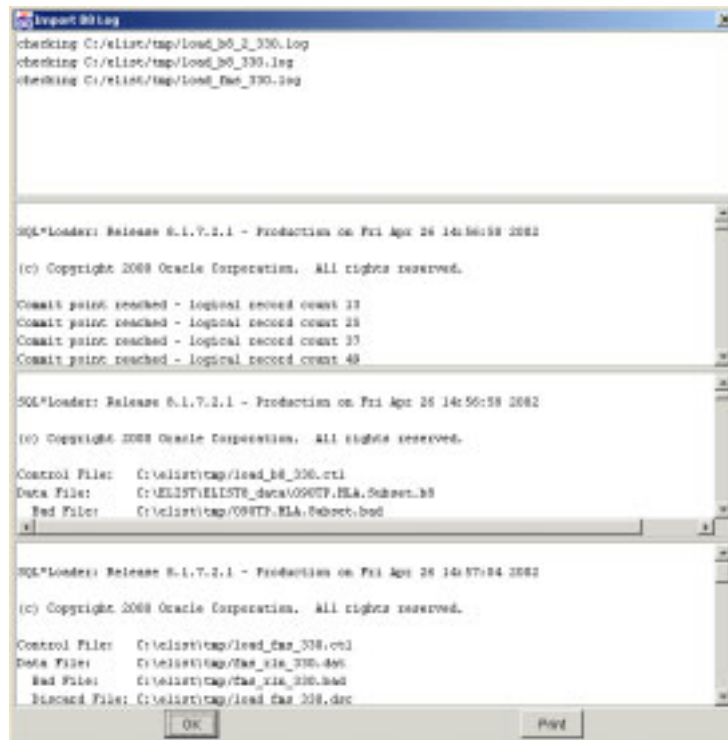 Import B8 Log
checking C:/elist/tmp/load_b8_2_330.log
checking C:/elist/tmp/load_b8_330.log
checking C:/elist/tmp/load_fms_330.log
SQL*Loader: Release 8.1.7.2.1 - Production on Fri Apr 26 14:56:58 2002
(c) Copyright 2000 Oracle Corporation. All rights reserved.
Commit point reached - logical record count 13
Commit point reached - logical record count 25
Commit point reached - logical record count 37
Commit point reached - logical record count 49
SQL*Loader: Release 8.1.7.2.1 - Production on Fri Apr 26 14:56:58 2002
(c) Copyright 2000 Oracle Corporation. All rights reserved.
Control File: C:\elist\tmp/load_b8_330.ctl
Data File: C:\ELIST\ELIST8_data\090TP.HLA.Subset.b8
Bad File: C:\elist\tmp/090TP.HLA.Subset.bad
SQL*Loader: Release 8.1.7.2.1 - Production on Fri Apr 26 14:57:04 2002
(c) Copyright 2000 Oracle Corporation. All rights reserved.
Control File: C:\elist\tmp/load_fms_330.ctl
Data File: C:\elist\tmp/fms_rlm_330.dat
Bad File: C:\elist\tmp/fms_rlm_330.bad
Discard File: C:\elist\tmp/load_fms_330.dsc
OK Print